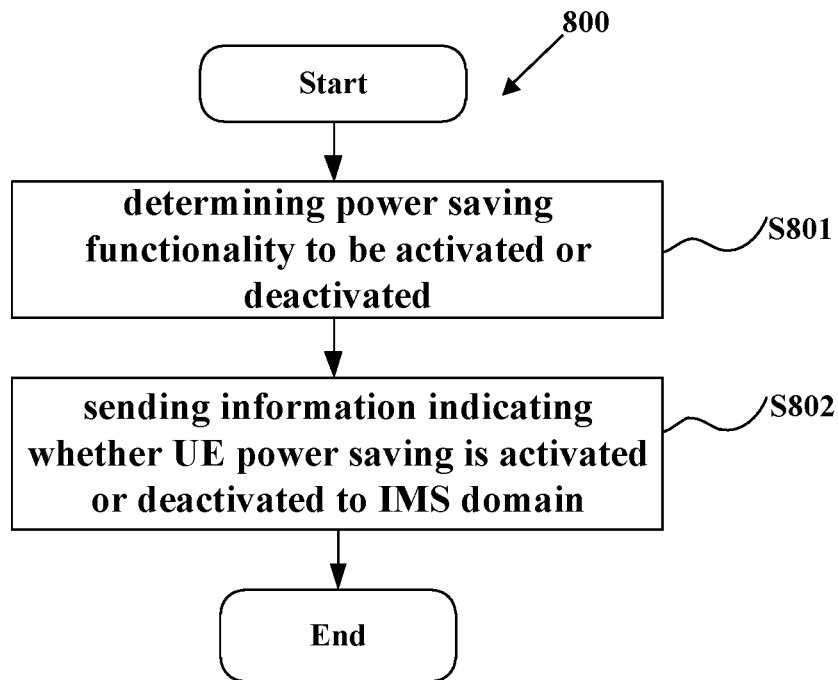 800
Start
determining power saving
functionality to be activated or
deactivated
S801
sending information indicating
whether UE power saving is activated
or deactivated to IMS domain
S802
End